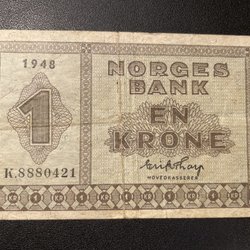 1948
NORGES
BANK
1
EN
KRONE
K.8880421
HOVEDKASSERER